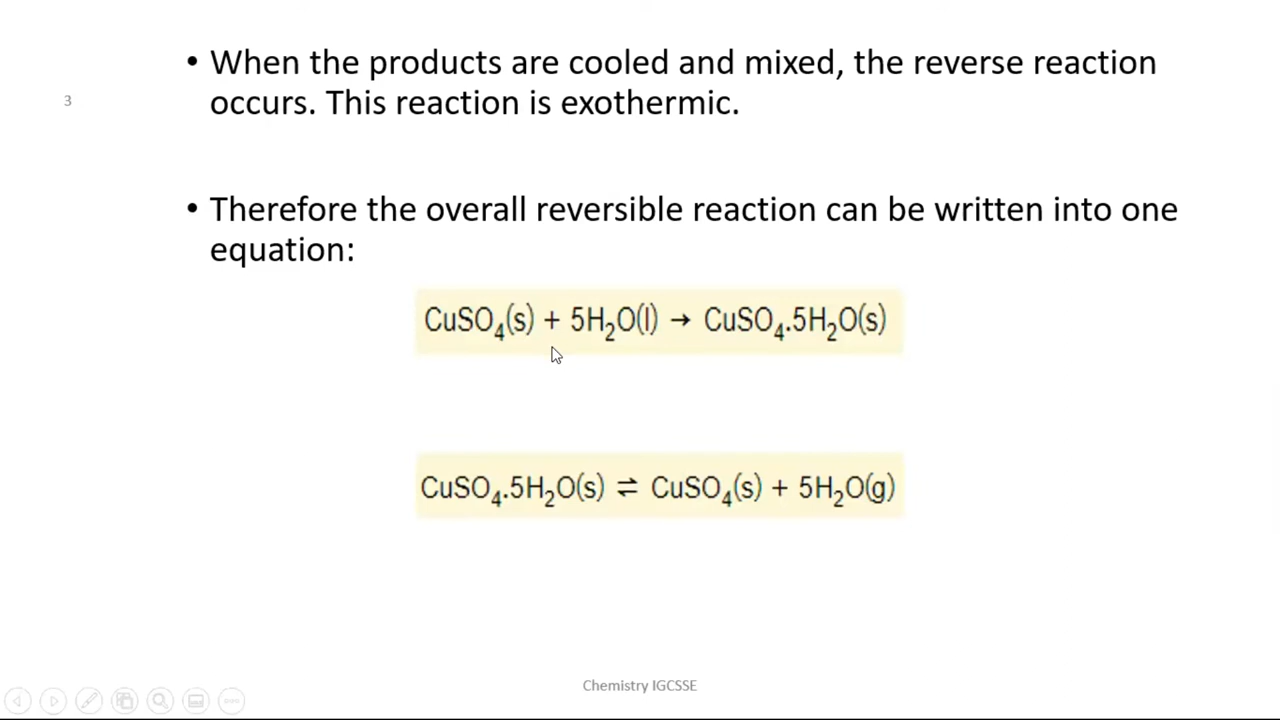 • When the products are cooled and mixed, the reverse reaction
occurs. This reaction is exothermic.
3
• Therefore the overall reversible reaction can be written into one
equation:
CuSO₄(s) + 5H₂O(l) → CuSO₄.5H₂O(s)
CuSO₄.5H₂O(s) ⇌ CuSO₄(s) + 5H₂O(g)
Chemistry IGCSSE